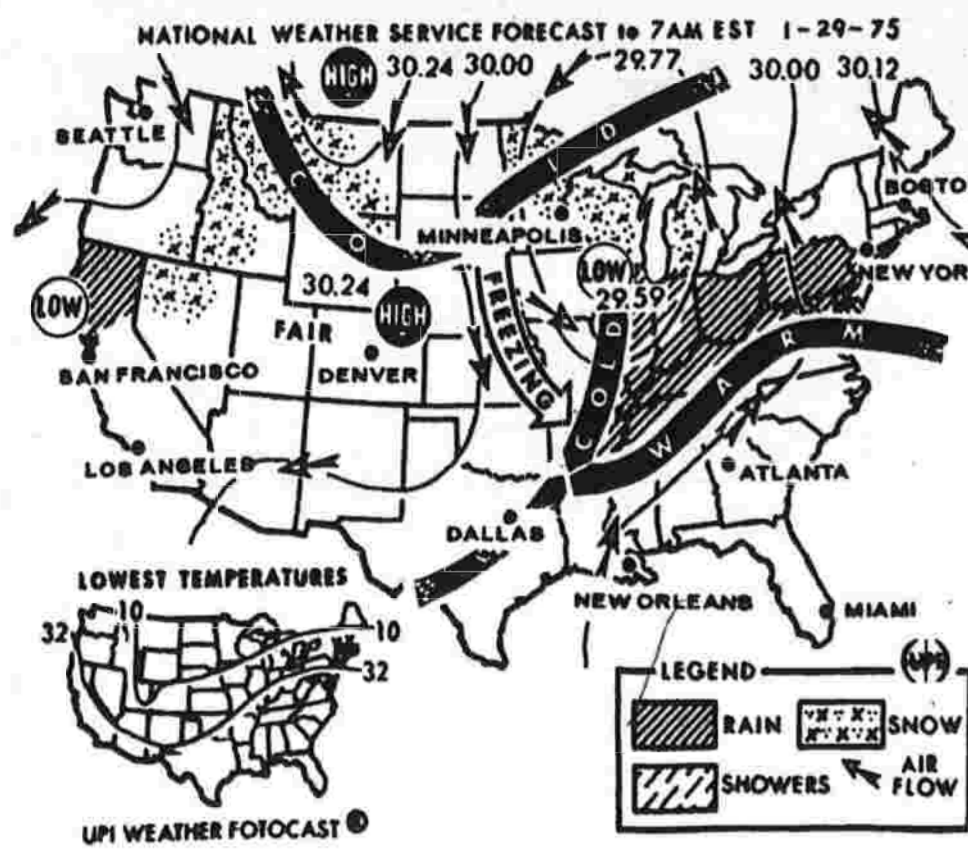 NATIONAL WEATHER SERVICE FORECAST to 7AM EST 1-29-75
HIGH 30.24 30.00 29.77 30.00 30.12
SEATTLE
COLD
COLD
BOSTO
MINNEAPOLIS
NEW YOR
LOW
29.59
30.24
HIGH
FREEZING
LOW
FAIR
COLD
WARM
SAN FRANCISCO
DENVER
LOS ANGELES
ATLANTA
DALLAS
NEW ORLEANS
MIAMI
LOWEST TEMPERATURES
32 10
10
32
UPI WEATHER FOTOCAST
UPI
LEGEND
RAIN
SNOW
SHOWERS
AIR
FLOW